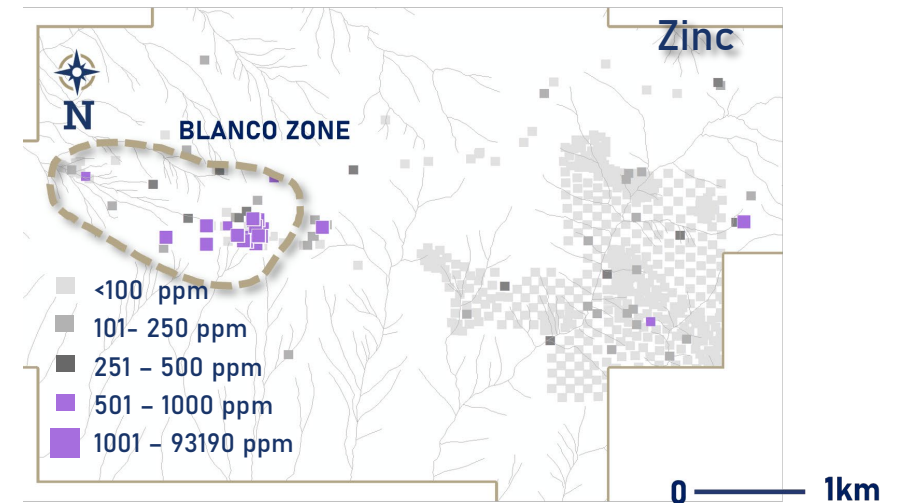 Zinc
N
BLANCO ZONE
<100 ppm
101- 250 ppm
251 – 500 ppm
501 – 1000 ppm
1001 – 93190 ppm
0 1km